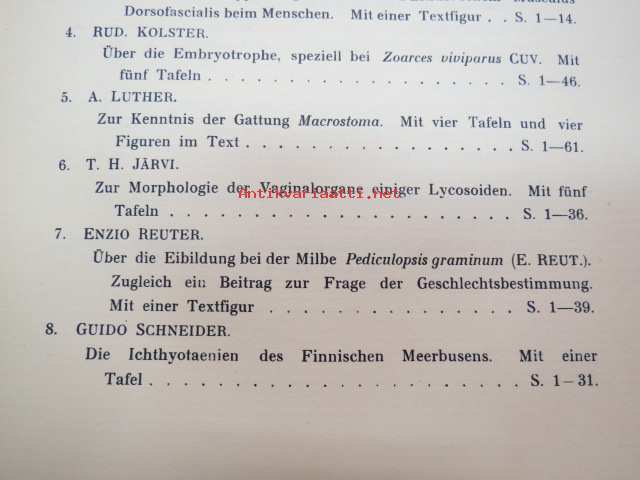 Musculus
Dorsofascialis beim Menschen. Mit einer Textfigur . . S. 1—14.
4. RUD. KOLSTER.
Über die Embryotrophe, speziell bei Zoarces viviparus CUV. Mit
fünf Tafeln . . . . . . . . . . . . . . . . . . S. 1—46.
5. A. LUTHER.
Zur Kenntnis der Gattung Macrostoma. Mit vier Tafeln und vier
Figuren im Text . . . . . . . . . . . . . . . . S. 1—61.
6. T. H. JÄRVI.
Zur Morphologie der Vaginalorgane einiger Lycosoiden. Mit fünf
Antikvariaatti.net
Tafeln . . . . . . . . . . . . . . . . . . . . S. 1—36.
7. ENZIO REUTER.
Über die Eibildung bei der Milbe Pediculopsis graminum (E. REUT.).
Zugleich ein Beitrag zur Frage der Geschlechtsbestimmung.
Mit einer Textfigur . . . . . . . . . . . . . . S. 1—39.
8. GUIDO SCHNEIDER.
Die Ichthyotaenien des Finnischen Meerbusens. Mit einer
Tafel . . . . . . . . . . . . . . . . . . . . . S. 1—31.